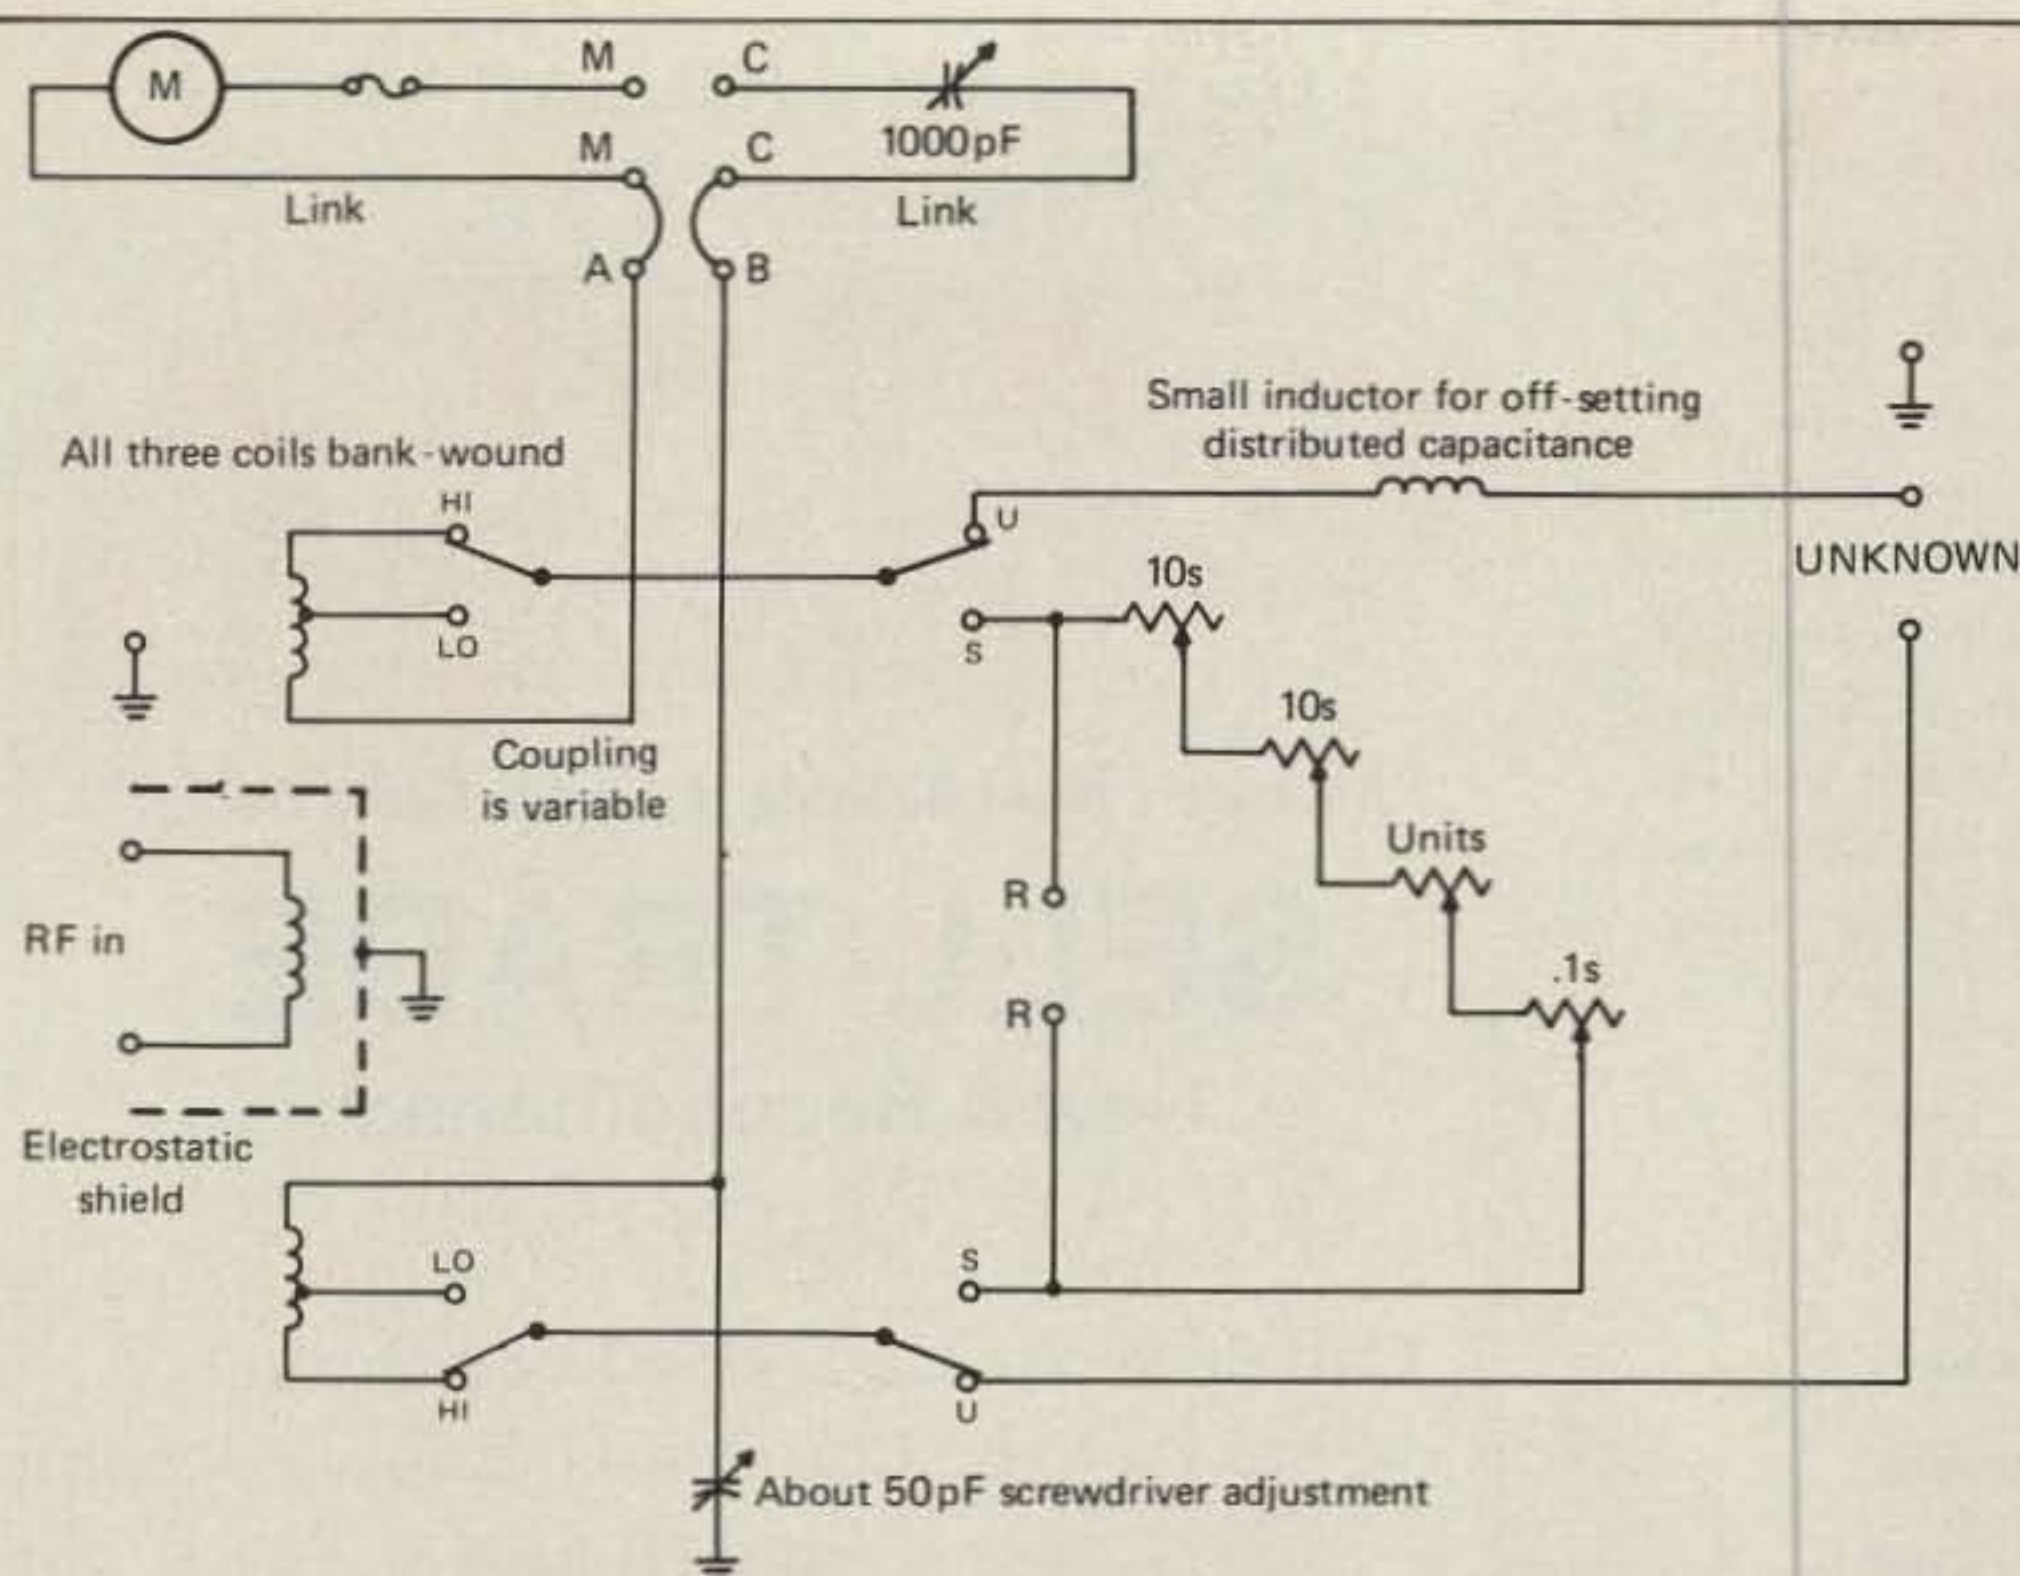 M
M
C
1000pF
M
C
Link
Link
A
B
Small inductor for off-setting
distributed capacitance
All three coils bank-wound
HI
LO
U
S
UNKNOWN
10s
10s
Units
.1s
Coupling
is variable
R
R
RF in
Electrostatic
shield
LO
HI
S
U
About 50pF screwdriver adjustment